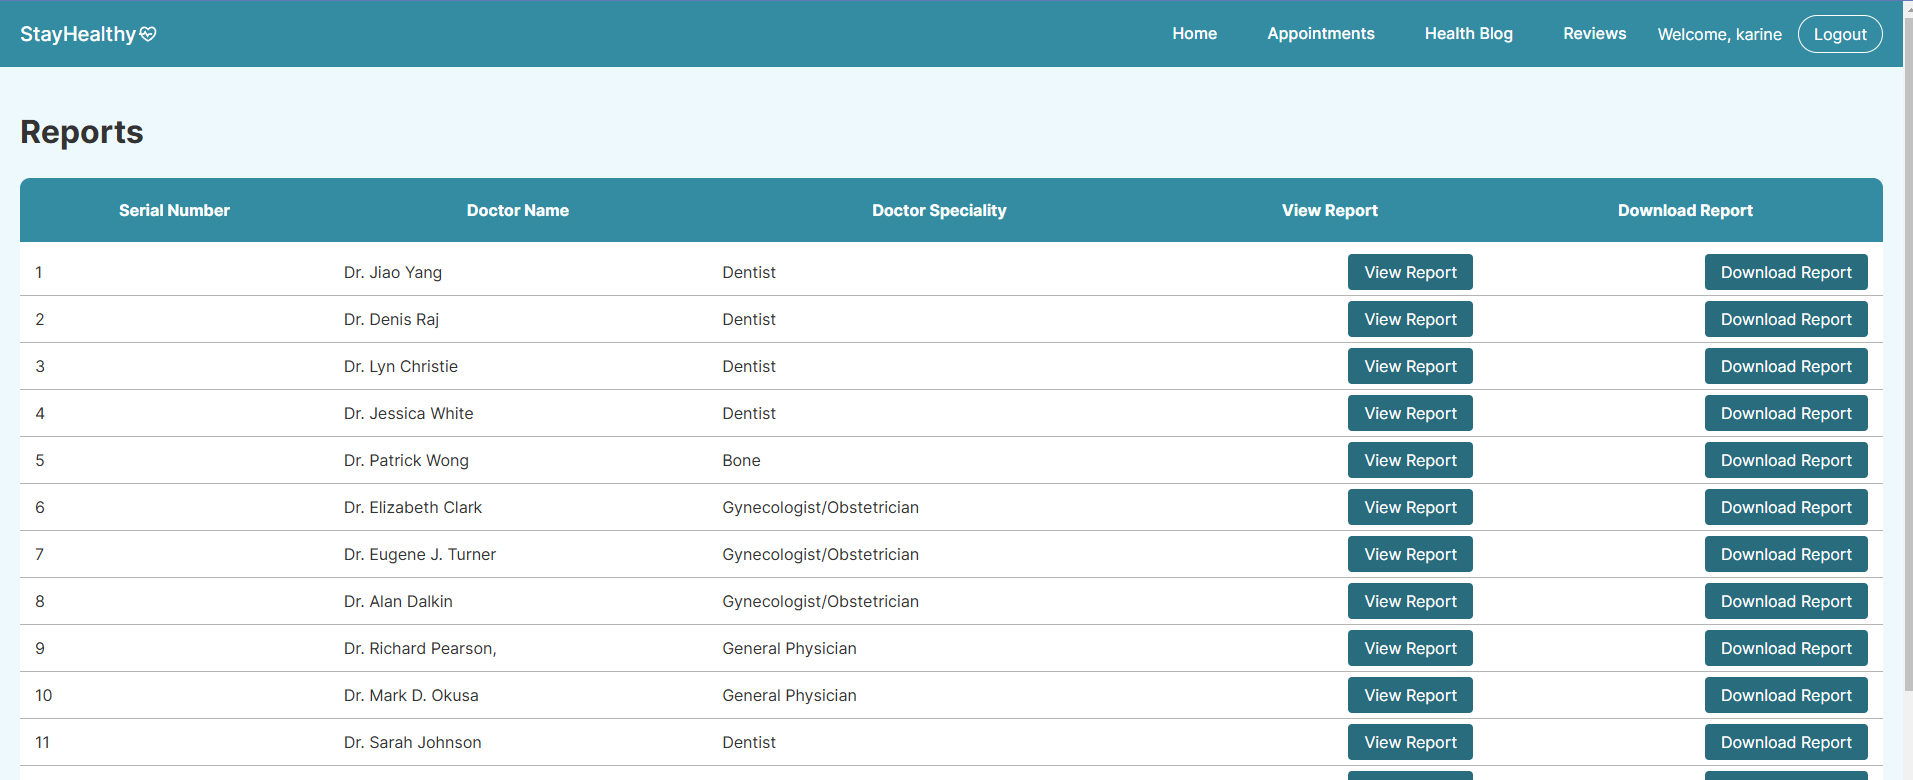 StayHealthy Home Appointments Health Blog Reviews Welcome, karine Logout
Reports
Serial Number Doctor Name Doctor Speciality View Report Download Report
1 Dr. Jiao Yang Dentist View Report Download Report
2 Dr. Denis Raj Dentist View Report Download Report
3 Dr. Lyn Christie Dentist View Report Download Report
4 Dr. Jessica White Dentist View Report Download Report
5 Dr. Patrick Wong Bone View Report Download Report
6 Dr. Elizabeth Clark Gynecologist/Obstetrician View Report Download Report
7 Dr. Eugene J. Turner Gynecologist/Obstetrician View Report Download Report
8 Dr. Alan Dalkin Gynecologist/Obstetrician View Report Download Report
9 Dr. Richard Pearson, General Physician View Report Download Report
10 Dr. Mark D. Okusa General Physician View Report Download Report
11 Dr. Sarah Johnson Dentist View Report Download Report